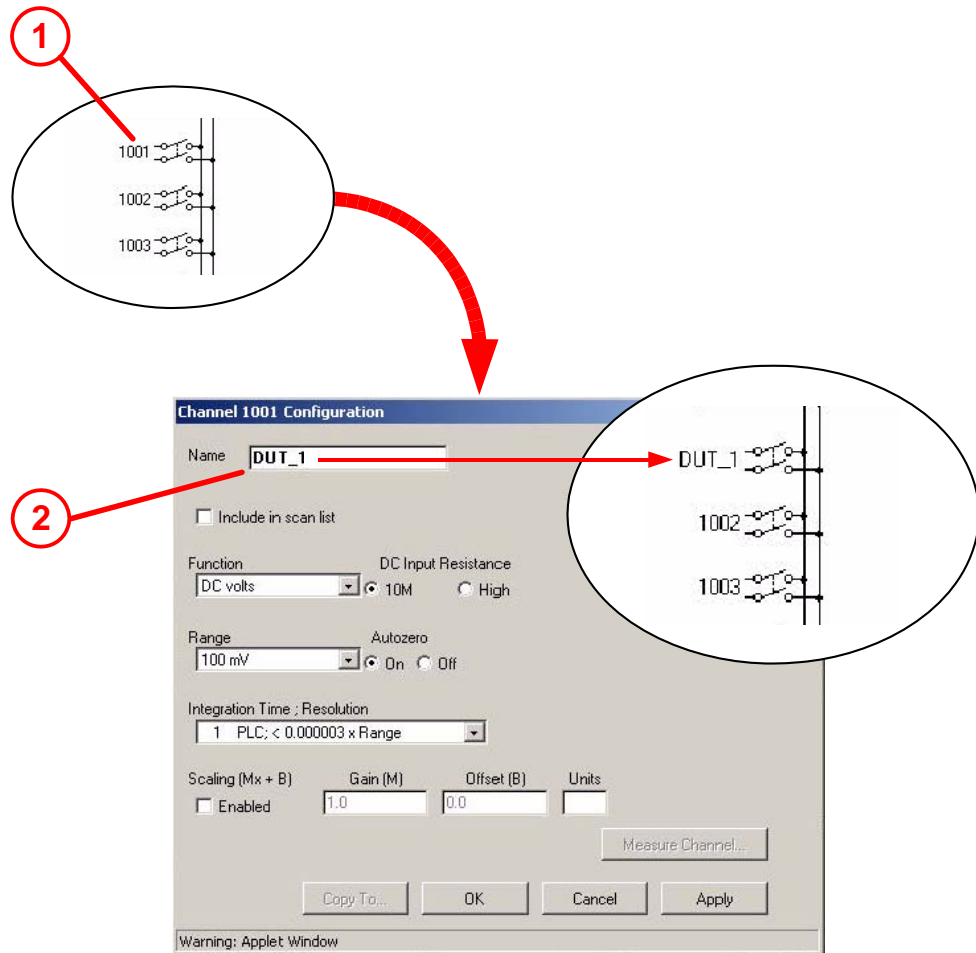 1
1001
1002
1003
Channel 1001 Configuration
Name DUT_1
DUT_1
1002
1003
2
Include in scan list
Function DC Input Resistance
DC volts 10M High
Range Autozero
100 mV On Off
Integration Time ; Resolution
1 PLC; < 0.000003 x Range
Scaling (Mx + B) Gain (M) Offset (B) Units
Enabled 1.0 0.0
Measure Channel...
Copy To... OK Cancel Apply
Warning: Applet Window